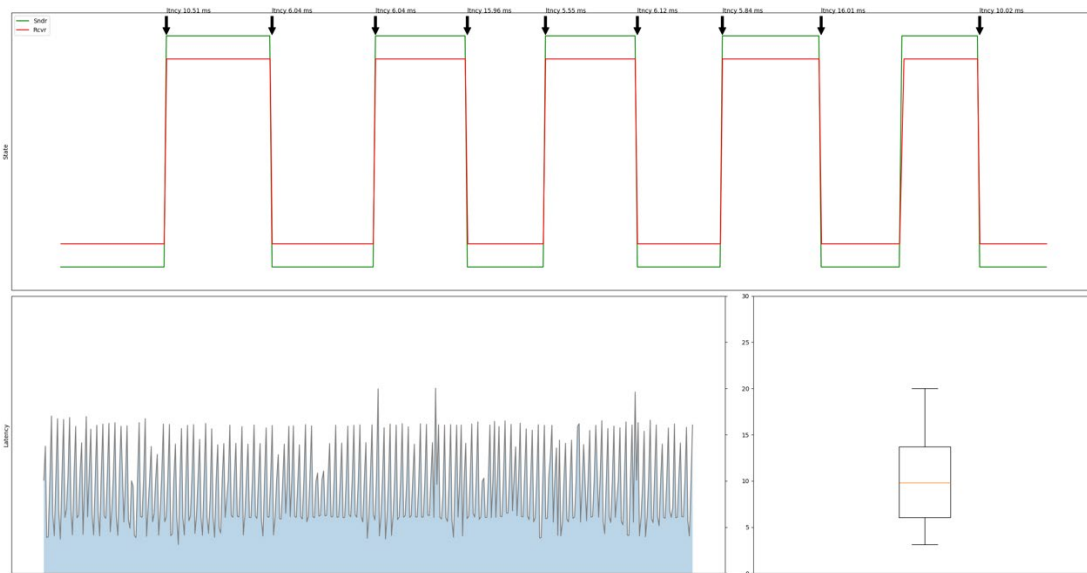 ltncy 10.51 ms
ltncy 6.04 ms
ltncy 6.04 ms
ltncy 15.96 ms
ltncy 5.55 ms
ltncy 6.12 ms
ltncy 5.84 ms
ltncy 16.01 ms
ltncy 10.02 ms
Sndr
Rcvr
State
Latency
30
25
20
15
10
5
0